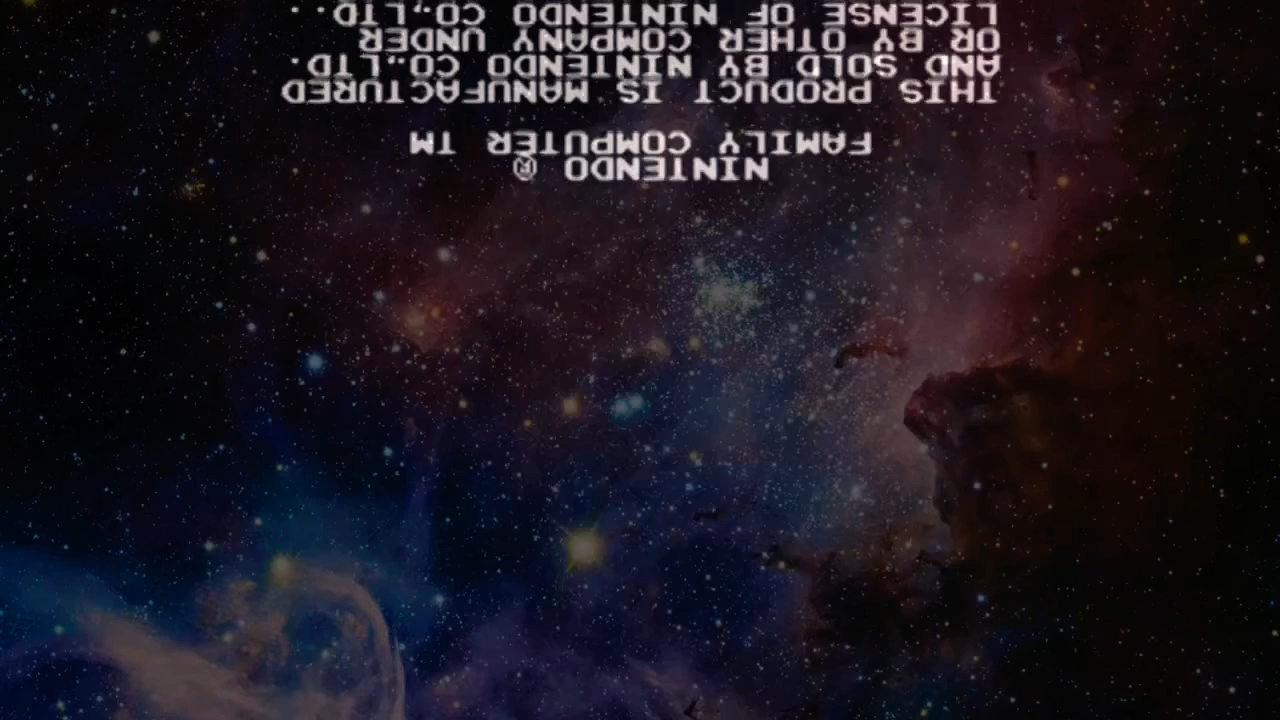 NINTENDO ®
FAMILY COMPUTER TM
THIS PRODUCT IS MANUFACTURED
AND SOLD BY NINTENDO CO.,LTD.
OR BY OTHER COMPANY UNDER
LICENSE OF NINTENDO CO.,LTD..